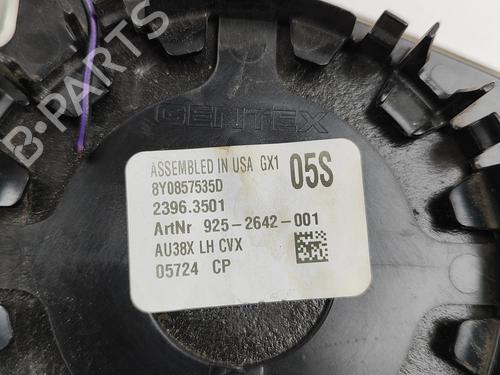 GENTEX
ASSEMBLED IN USA GX1 05S
8Y0857535D
2396.3501
ArtNr 925-2642-001
AU38X LH CVX
05724 CP
B-PARTS